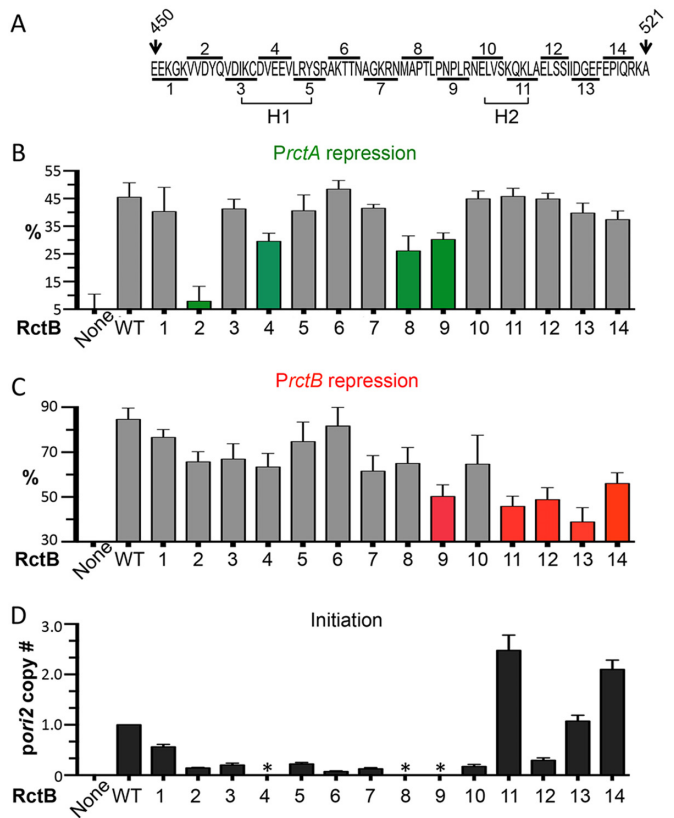 A
450
521
2 4 6 8 10 12 14
EEKGKVVDYQVDIKCDVEEVLRYSRAKTTNAGKRNMAPTLPNPLRNELVSKQKLAELSSIIDGEFEPIQRKA
1 3 5 7 9 11 13
H1 H2
B
PrctA repression
55
45
%
35
25
15
5
RctB None WT 1 2 3 4 5 6 7 8 9 10 11 12 13 14
C
PrctB repression
90
70
%
50
30
RctB None WT 1 2 3 4 5 6 7 8 9 10 11 12 13 14
D
Initiation
pori2 copy #
3.0
2.0
1.0
0
* * *
RctB None WT 1 2 3 4 5 6 7 8 9 10 11 12 13 14